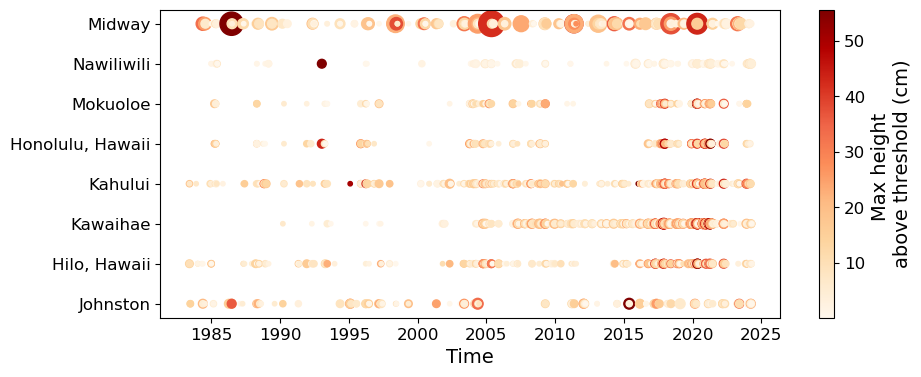 Midway
Nawiliwili
Mokuoloe
Honolulu, Hawaii
Kahului
Kawaihae
Hilo, Hawaii
Johnston
1985 1990 1995 2000 2005 2010 2015 2020 2025
Time
50
40
30
20
10
Max height
above threshold (cm)